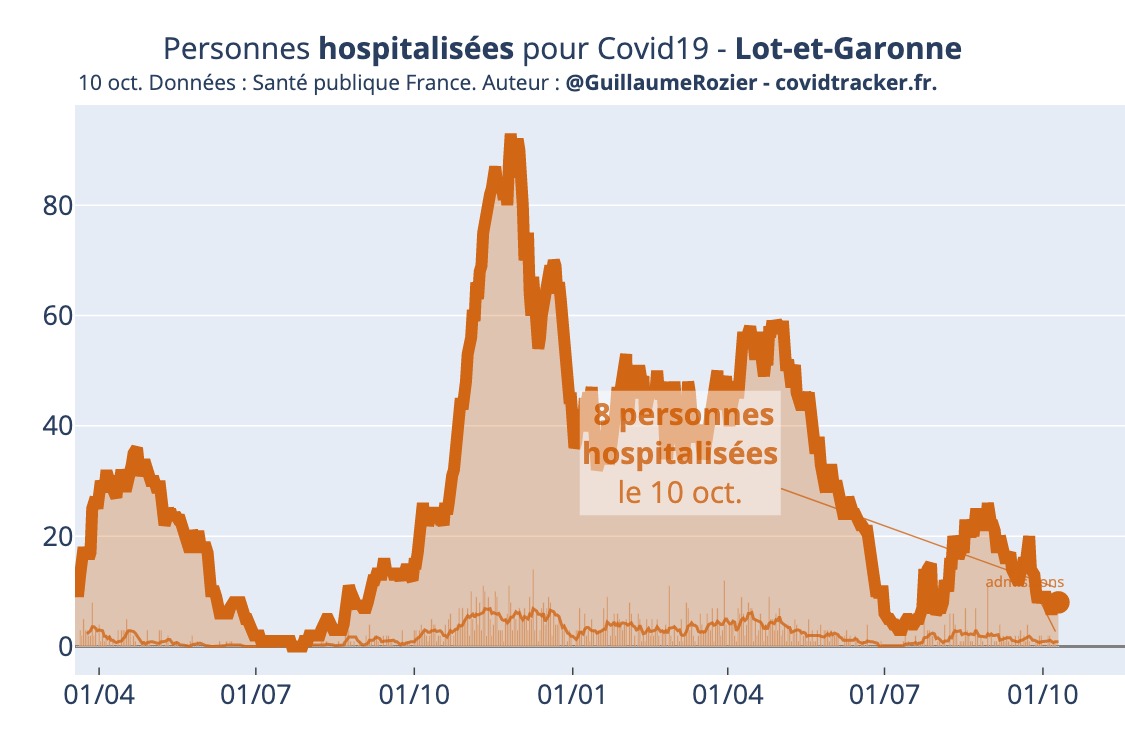 Personnes hospitalisées pour Covid19 - Lot-et-Garonne
10 oct. Données : Santé publique France. Auteur : @GuillaumeRozier - covidtracker.fr.
80
60
40
20
0
8 personnes
hospitalisées
le 10 oct.
admissions
01/04 01/07 01/10 01/01 01/04 01/07 01/10